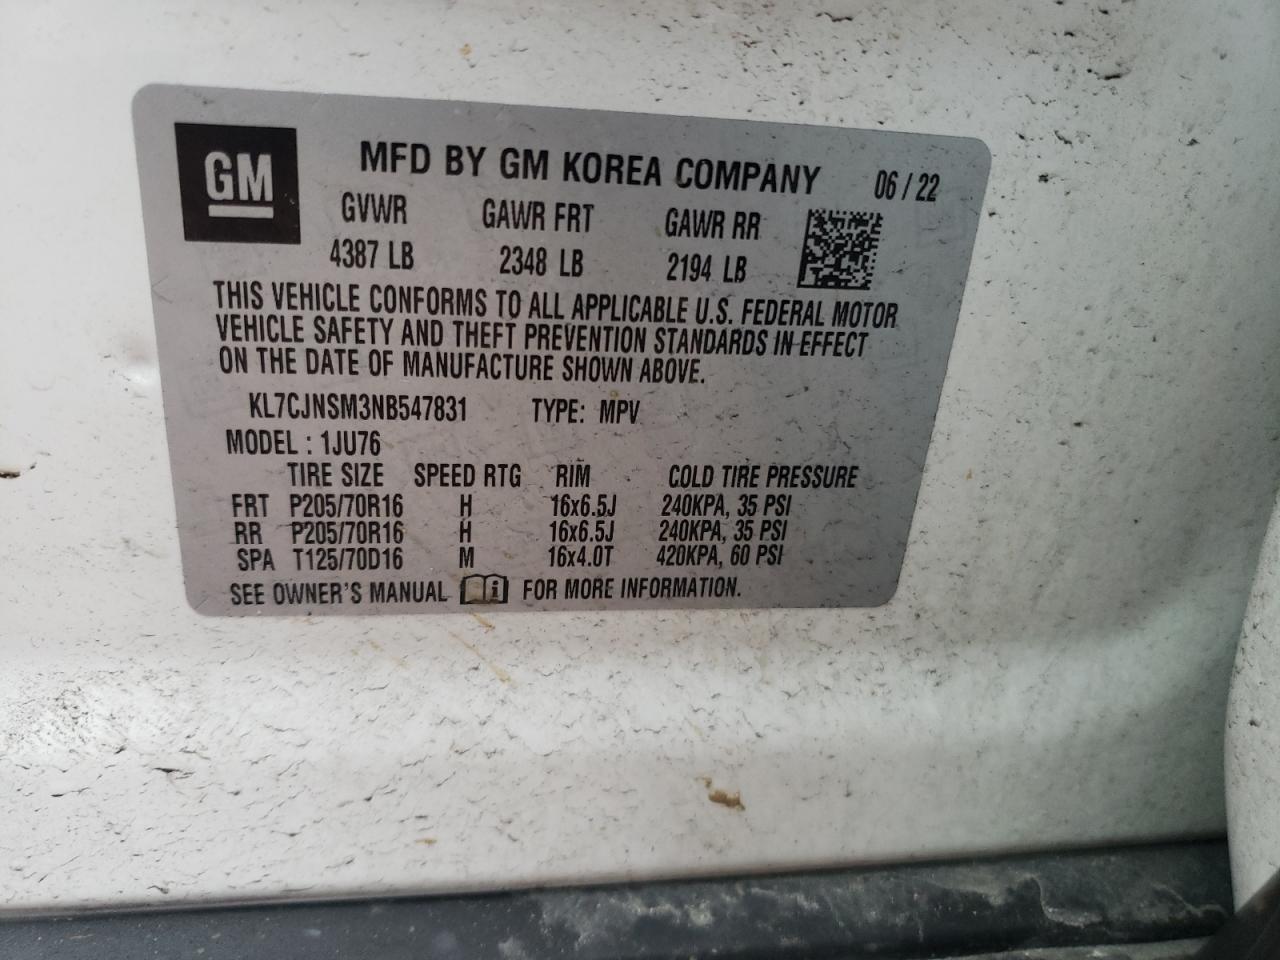 GM
MFD BY GM KOREA COMPANY 06 / 22
GVWR GAWR FRT GAWR RR
4387 LB 2348 LB 2194 LB
THIS VEHICLE CONFORMS TO ALL APPLICABLE U.S. FEDERAL MOTOR
VEHICLE SAFETY AND THEFT PREVENTION STANDARDS IN EFFECT
ON THE DATE OF MANUFACTURE SHOWN ABOVE.
KL7CJNSM3NB547831 TYPE: MPV
MODEL : 1JU76
TIRE SIZE SPEED RTG RIM COLD TIRE PRESSURE
FRT P205/70R16 H 16x6.5J 240KPA, 35 PSI
RR P205/70R16 H 16x6.5J 240KPA, 35 PSI
SPA T125/70D16 M 16x4.0T 420KPA, 60 PSI
SEE OWNER'S MANUAL i FOR MORE INFORMATION.